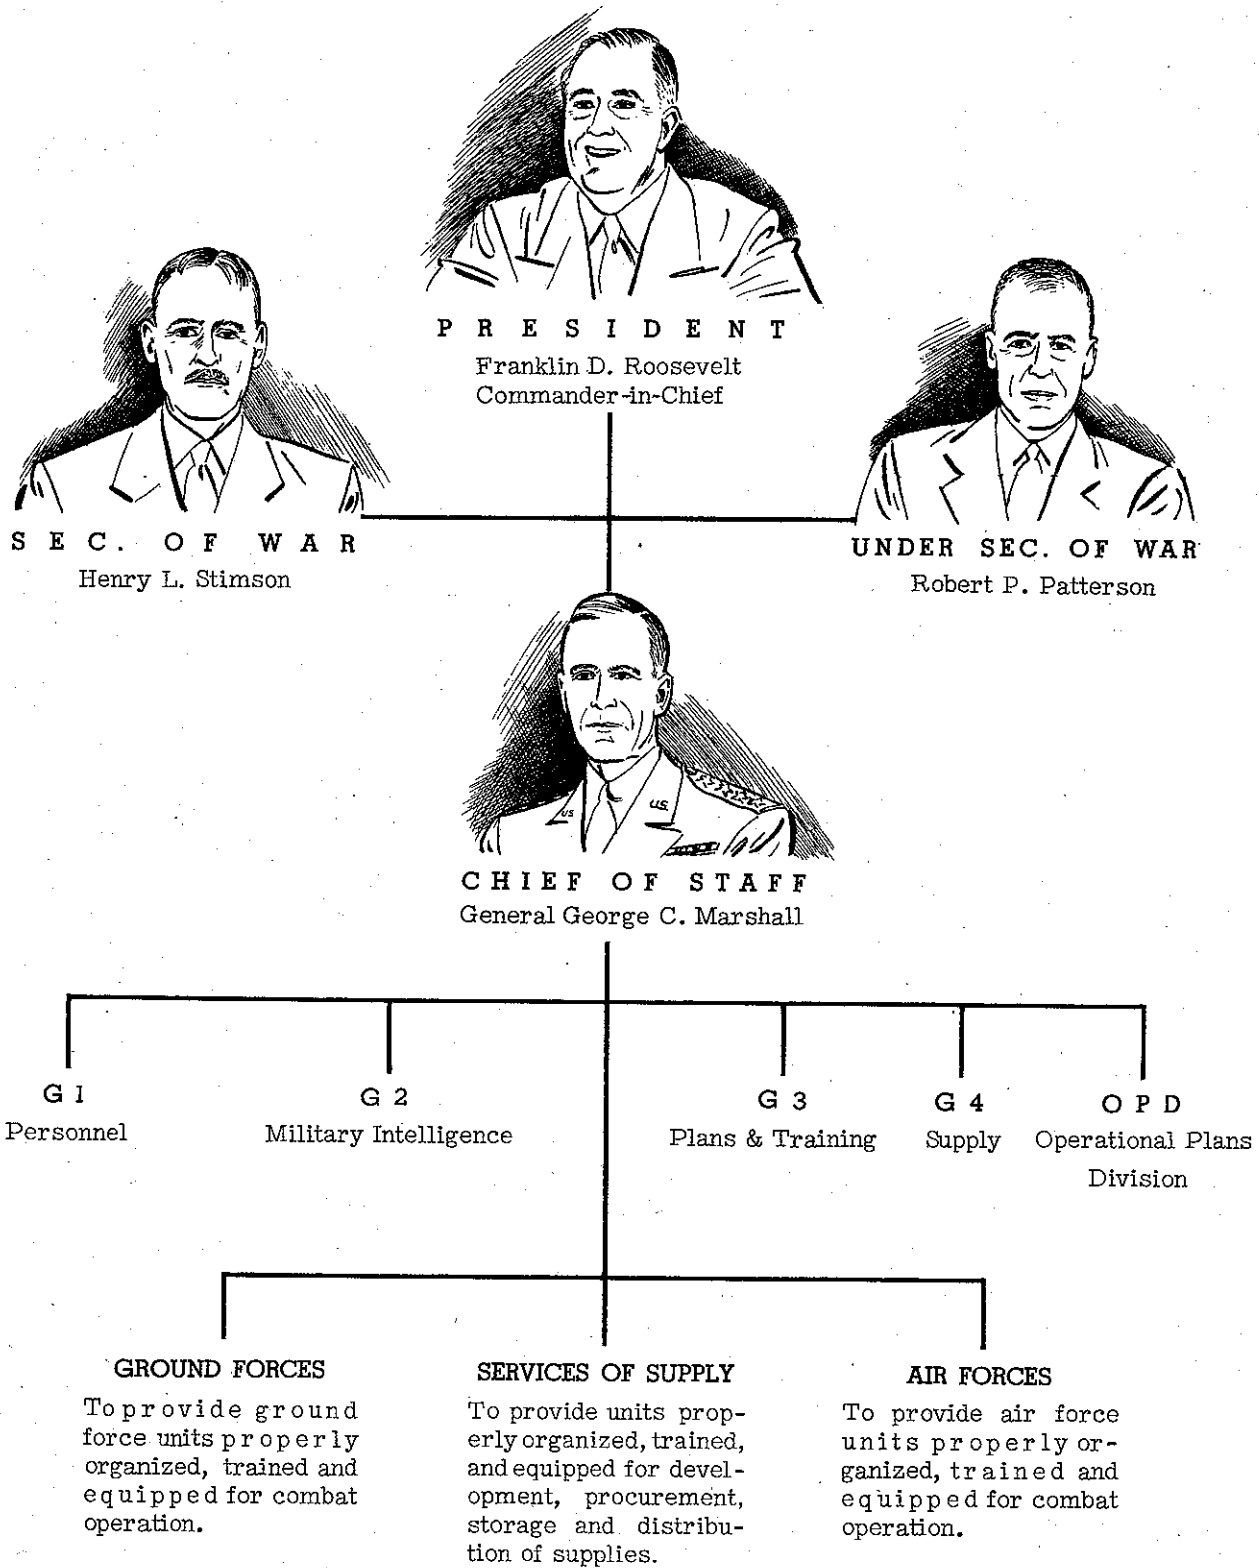 PRESIDENT
Franklin D. Roosevelt
Commander-in-Chief
SEC. OF WAR
Henry L. Stimson
UNDER SEC. OF WAR
Robert P. Patterson
US
U.S.
CHIEF OF STAFF
General George C. Marshall
G 1
Personnel
G 2
Military Intelligence
G 3
Plans & Training
G 4
Supply
O P D
Operational Plans
Division
GROUND FORCES
To provide ground
force units properly
organized, trained and
equipped for combat
operation.
SERVICES OF SUPPLY
To provide units prop-
erly organized, trained,
and equipped for devel-
opment, procurement,
storage and distribu-
tion of supplies.
AIR FORCES
To provide air force
units properly or-
ganized, trained and
equipped for combat
operation.